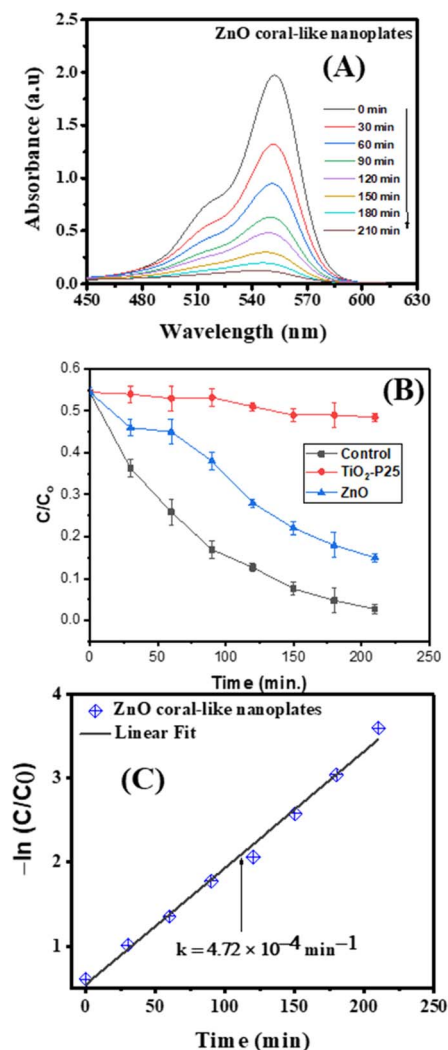 ZnO coral-like nanoplates
(A)
Absorbance (a.u)
2.5
2.0
1.5
1.0
0.5
0.0
0 min
30 min
60 min
90 min
120 min
150 min
180 min
210 min
450 480 510 540 570 600 630
Wavelength (nm)
(B)
C/Cₒ
0.6
0.5
0.4
0.3
0.2
0.1
0.0
Control
TiO₂-P25
ZnO
0 50 100 150 200 250
Time (min.)
ZnO coral-like nanoplates
Linear Fit
(C)
–ln (C/C0)
4
3
2
1
k = 4.72 × 10⁻⁴ min⁻¹
0 50 100 150 200 250
Time (min)